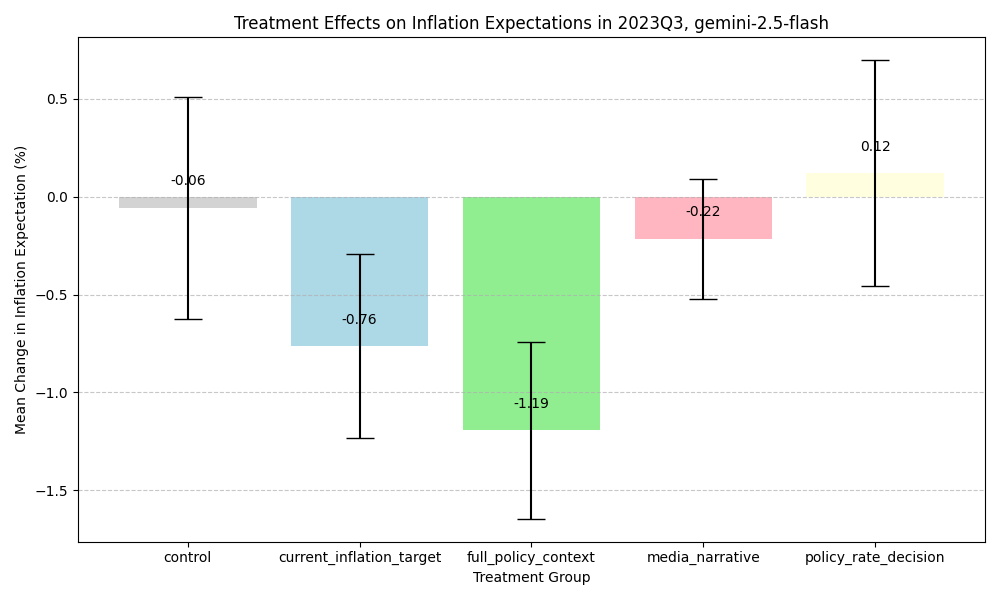 Treatment Effects on Inflation Expectations in 2023Q3, gemini-2.5-flash
Mean Change in Inflation Expectation (%)
0.5
0.0
−0.5
−1.0
−1.5
-0.06
-0.76
-1.19
-0.22
0.12
control
current_inflation_target
full_policy_context
media_narrative
policy_rate_decision
Treatment Group